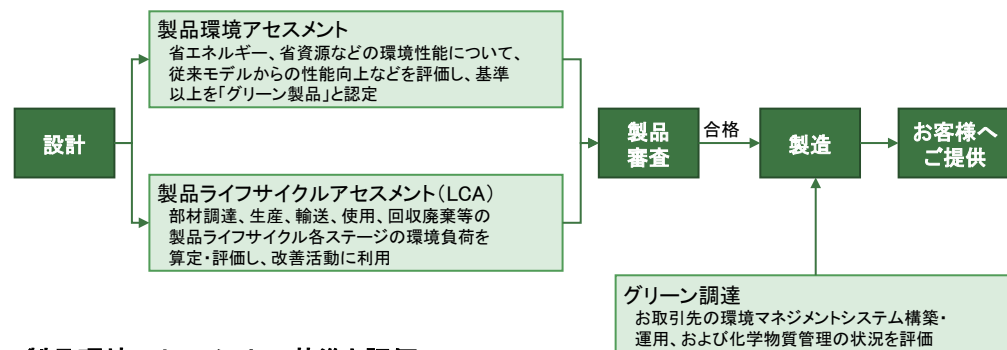 製品環境アセスメント
省エネルギー、省資源などの環境性能について、
従来モデルからの性能向上などを評価し、基準
以上を「グリーン製品」と認定
設計
製品
審査
合格
製造
お客様へ
ご提供
製品ライフサイクルアセスメント（LCA）
部材調達、生産、輸送、使用、回収廃棄等の
製品ライフサイクル各ステージの環境負荷を
算定・評価し、改善活動に利用
グリーン調達
お取引先の環境マネジメントシステム構築・
運用、および化学物質管理の状況を評価